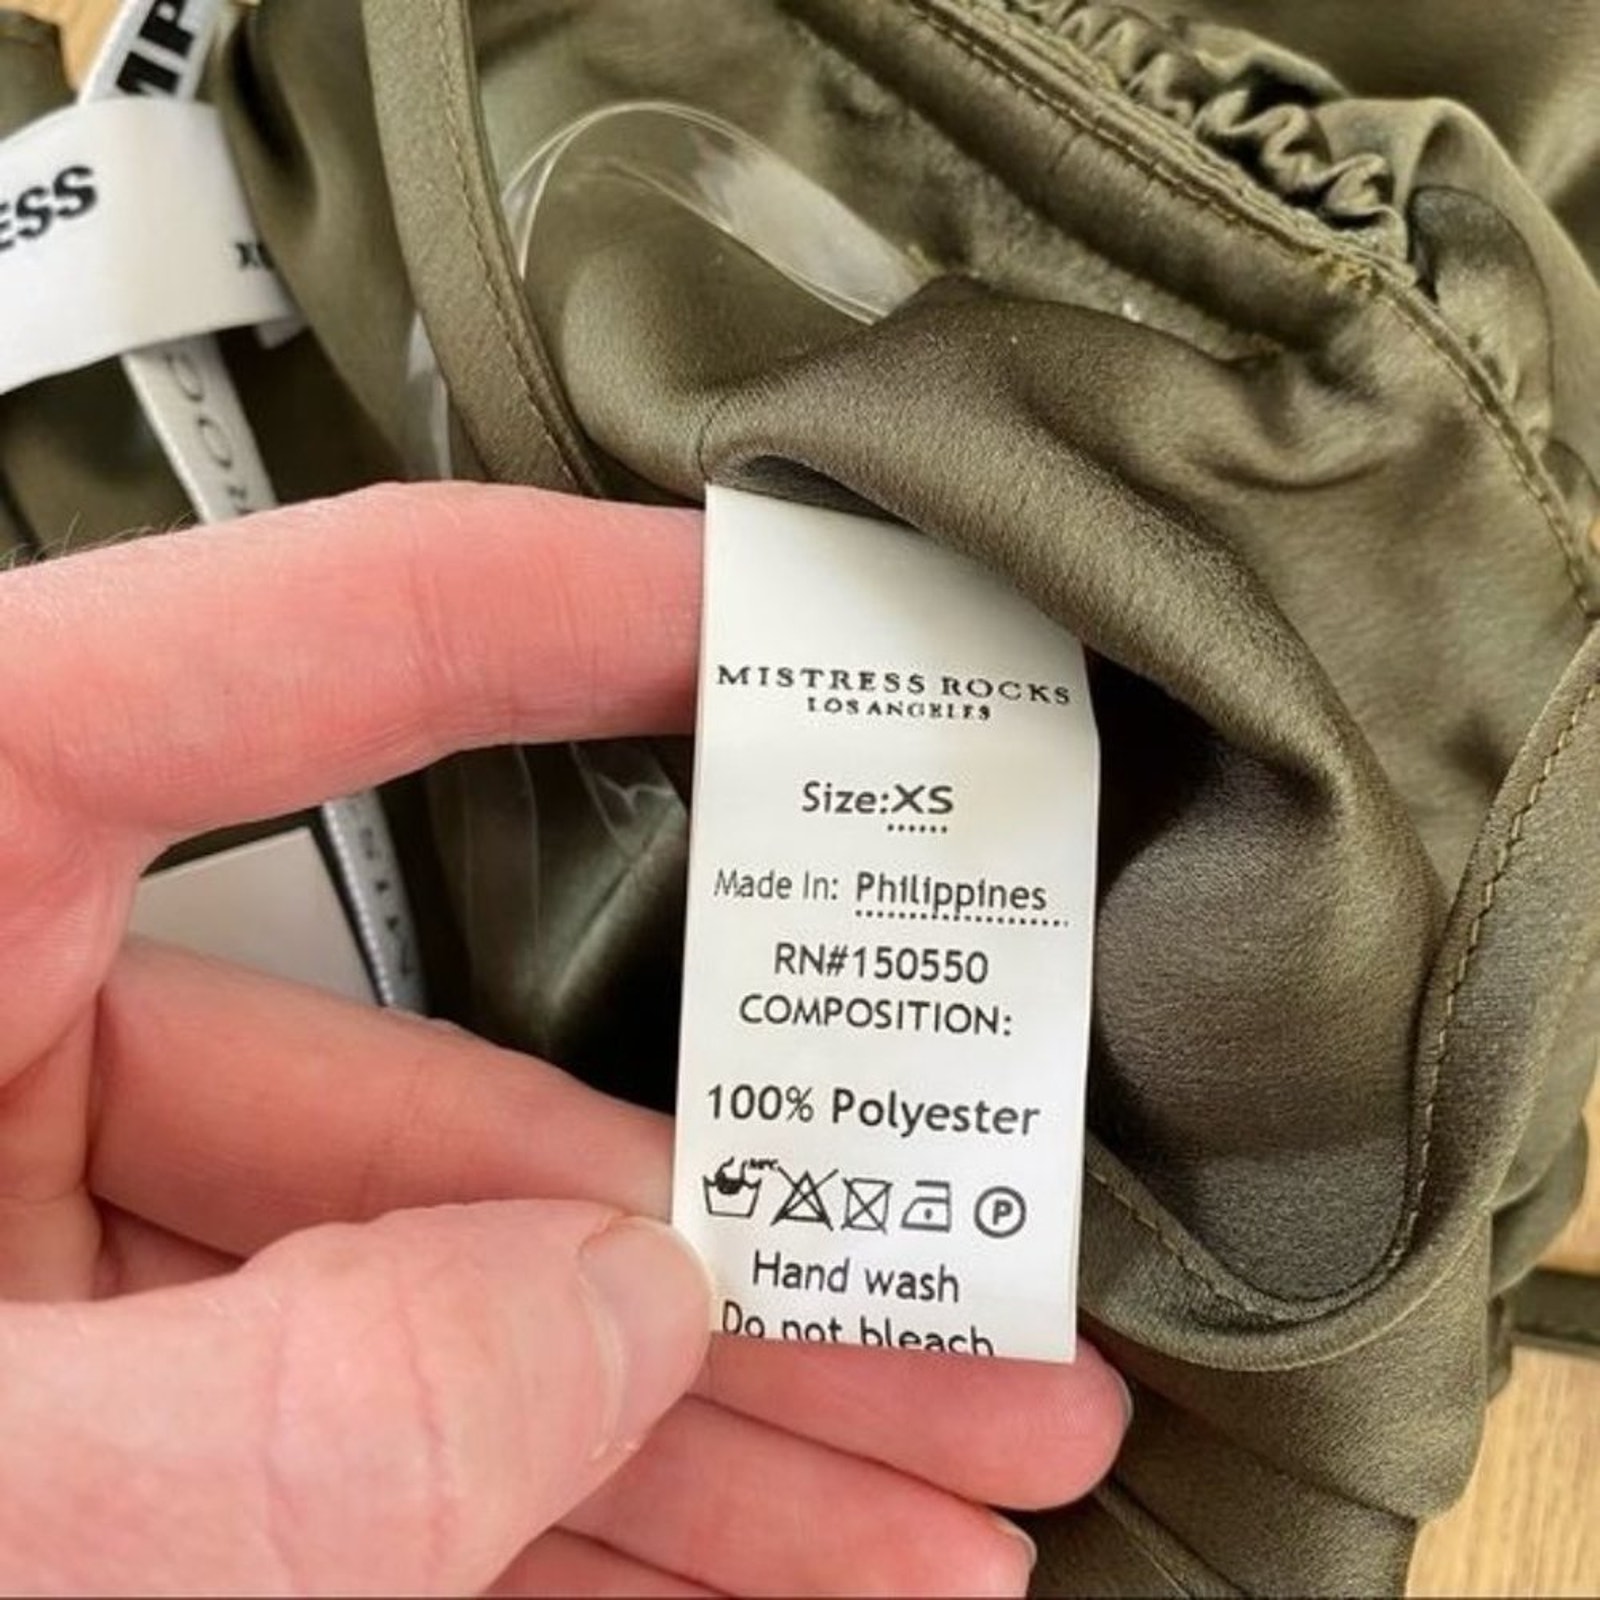 MP
ESS
MISTRESS ROCKS
LOS ANGELES
Size:XS
Made In: Philippines
RN#150550
COMPOSITION:
100% Polyester
P
Hand wash
Do not bleach